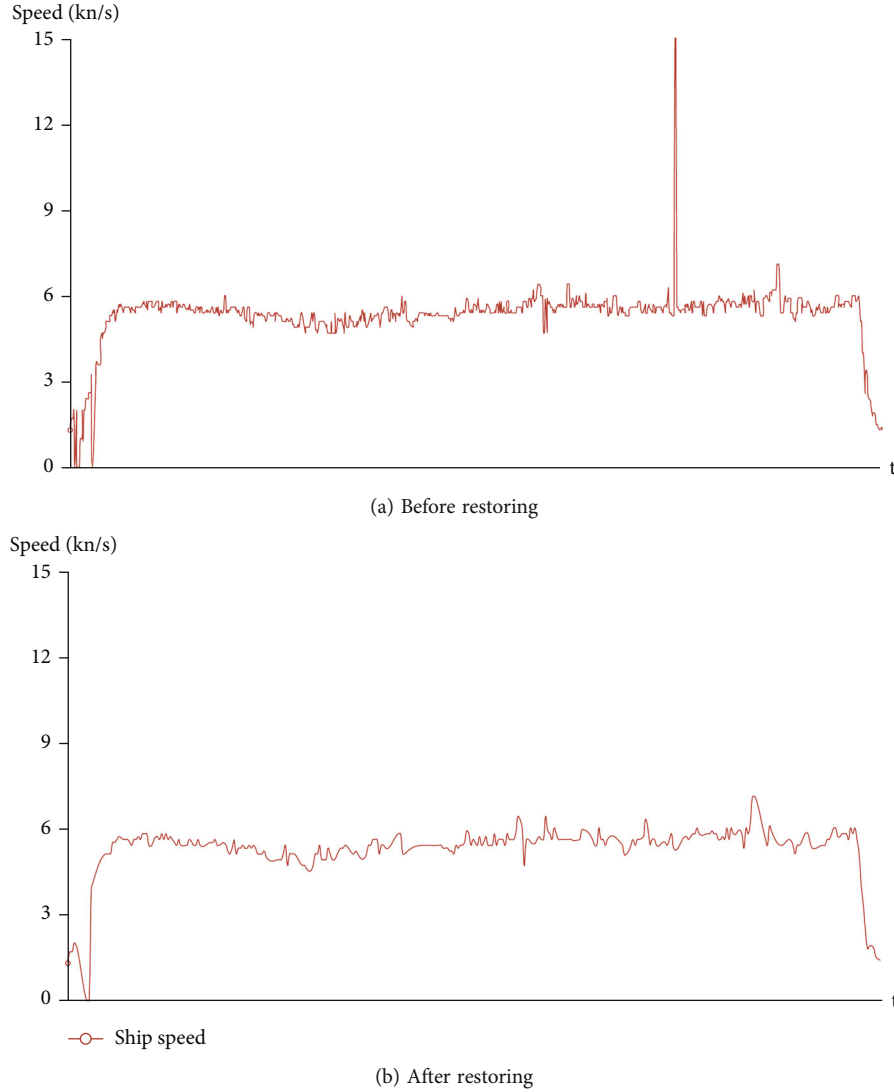 Speed (kn/s)
15
12
9
6
3
0
t
(a) Before restoring
Speed (kn/s)
15
12
9
6
3
0
t
Ship speed
(b) After restoring